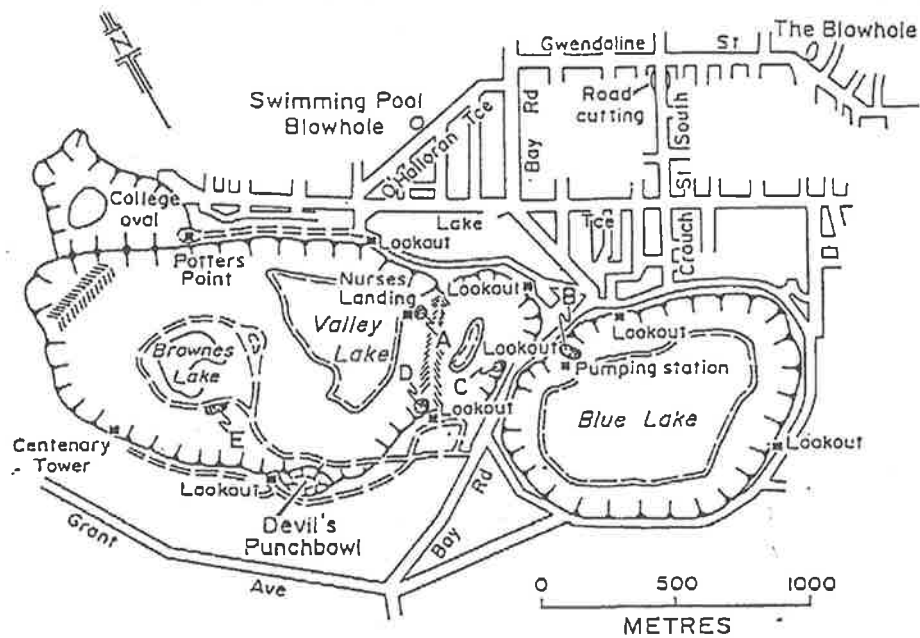 The Blowhole
Gwendoline St
N
Swimming Pool
Blowhole
Road
cutting
Bay Rd
South
O'Halloran Tce
St
College
oval
Lake
Tce
Crouch
Lookout
Potters
Point
Nurses
Landing
Lookout
B
Valley
Lake
Lookout
A
Lookout
Brownes
Lake
Pumping station
D
C
Blue Lake
Lookout
Lookout
E
Centenary
Tower
Lookout
Devil's
Punchbowl
Bay Rd
Grant
Ave
0 500 1000
METRES